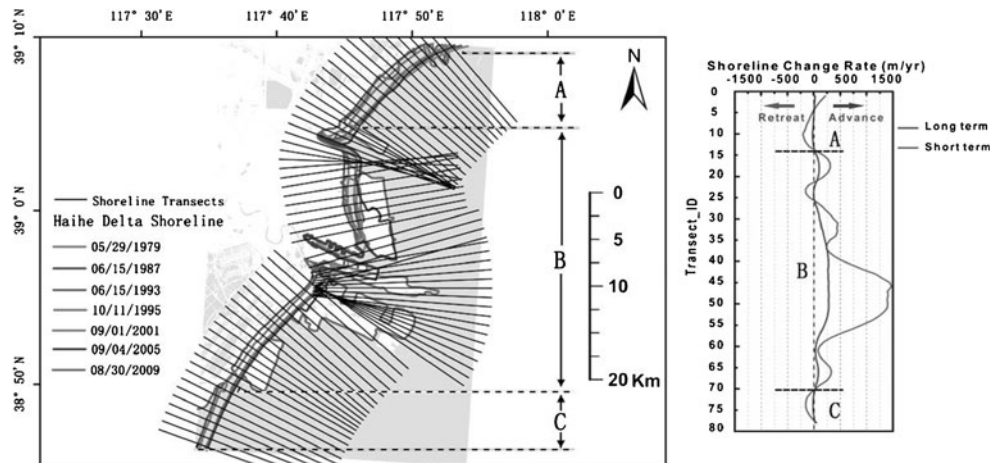 117° 30'E
117° 40'E
117° 50'E
118° 0'E
39° 10'N
39° 0'N
38° 50'N
N
A
B
C
Shoreline Transects
Haihe Delta Shoreline
05/29/1979
06/15/1987
06/15/1993
10/11/1995
09/01/2001
09/04/2005
08/30/2009
0
5
10
15
20 Km
Shoreline Change Rate (m/yr)
-1500 -500 0 500 1500
Retreat Advance
Long term
Short term
Transect_ID
0
5
10
15
20
25
30
35
40
45
50
55
60
65
70
75
80
A
B
C